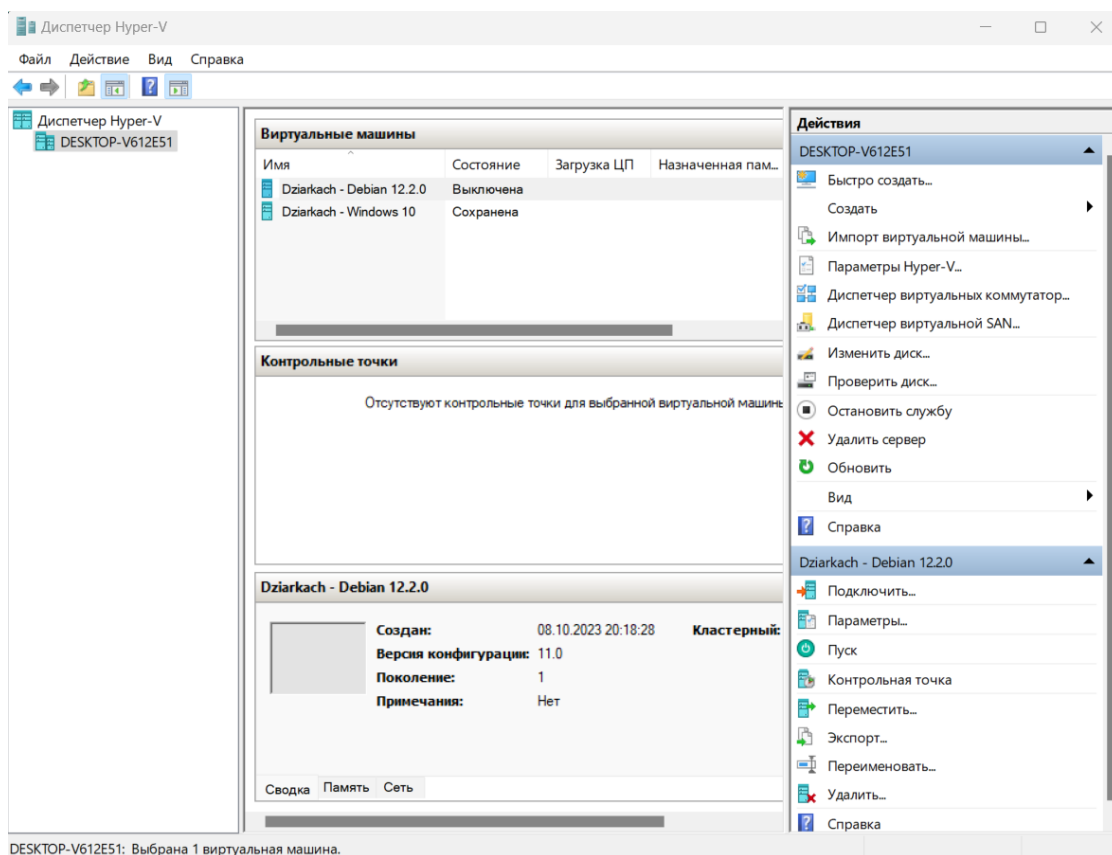 Диспетчер Hyper-V
Файл Действие Вид Справка
Диспетчер Hyper-V
DESKTOP-V612E51
Виртуальные машины
Имя Состояние Загрузка ЦП Назначенная пам...
Dziarkach - Debian 12.2.0 Выключена
Dziarkach - Windows 10 Сохранена
Контрольные точки
Отсутствуют контрольные точки для выбранной виртуальной машины
Dziarkach - Debian 12.2.0
Создан: 08.10.2023 20:18:28 Кластерный:
Версия конфигурации: 11.0
Поколение: 1
Примечания: Нет
Сводка Память Сеть
Действия
DESKTOP-V612E51
Быстро создать...
Создать
Импорт виртуальной машины...
Параметры Hyper-V...
Диспетчер виртуальных коммутатор...
Диспетчер виртуальной SAN...
Изменить диск...
Проверить диск...
Остановить службу
Удалить сервер
Обновить
Вид
Справка
Dziarkach - Debian 12.2.0
Подключить...
Параметры...
Пуск
Контрольная точка
Переместить...
Экспорт...
Переименовать...
Удалить...
Справка
DESKTOP-V612E51: Выбрана 1 виртуальная машина.